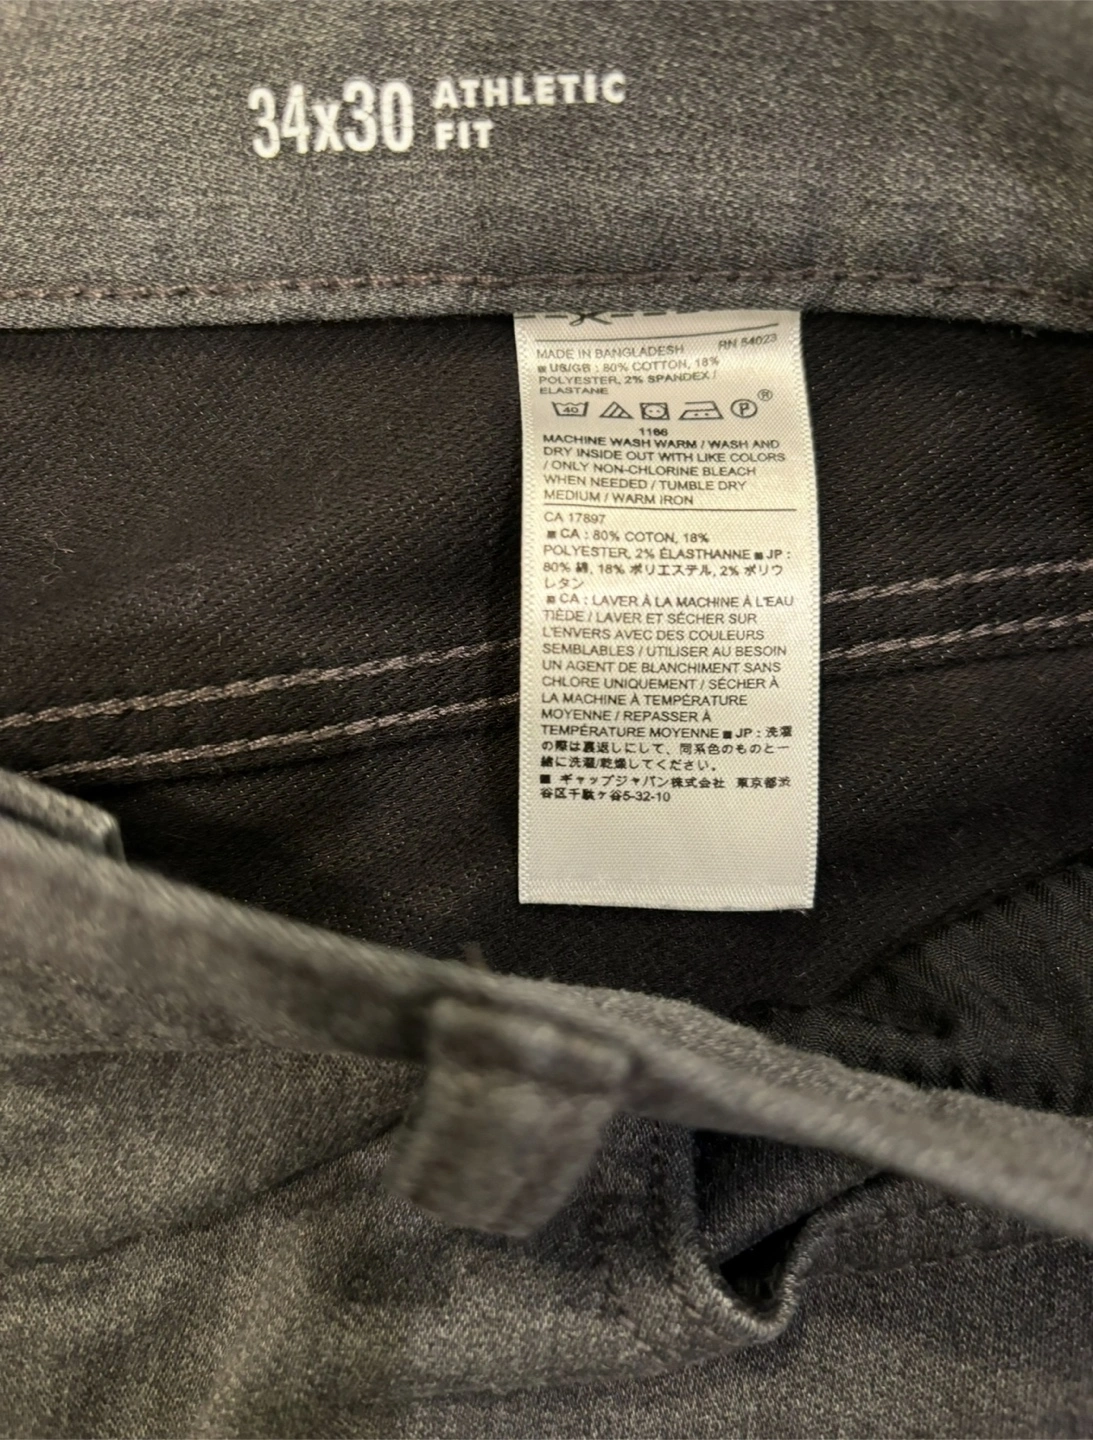 34x30 ATHLETIC
FIT
RN 54023
MADE IN BANGLADESH
■ US/GB : 80% COTTON, 18%
POLYESTER, 2% SPANDEX /
ELASTANE
40
P ®
1166
MACHINE WASH WARM / WASH AND
DRY INSIDE OUT WITH LIKE COLORS
/ ONLY NON-CHLORINE BLEACH
WHEN NEEDED / TUMBLE DRY
MEDIUM / WARM IRON
CA 17897
■ CA : 80% COTON, 18%
POLYESTER, 2% ÉLASTHANNE ■ JP :
80% 綿, 18% ポリエステル, 2% ポリウ
レタン
■ CA : LAVER À LA MACHINE À L'EAU
TIÈDE / LAVER ET SÉCHER SUR
L'ENVERS AVEC DES COULEURS
SEMBLABLES / UTILISER AU BESOIN
UN AGENT DE BLANCHIMENT SANS
CHLORE UNIQUEMENT / SÉCHER À
LA MACHINE À TEMPÉRATURE
MOYENNE / REPASSER À
TEMPÉRATURE MOYENNE ■ JP : 洗濯
の際は裏返しにして、同系色のものと一
緒に洗濯/乾燥してください。
■ ギャップジャパン株式会社 東京都渋
谷区千駄ヶ谷5-32-10